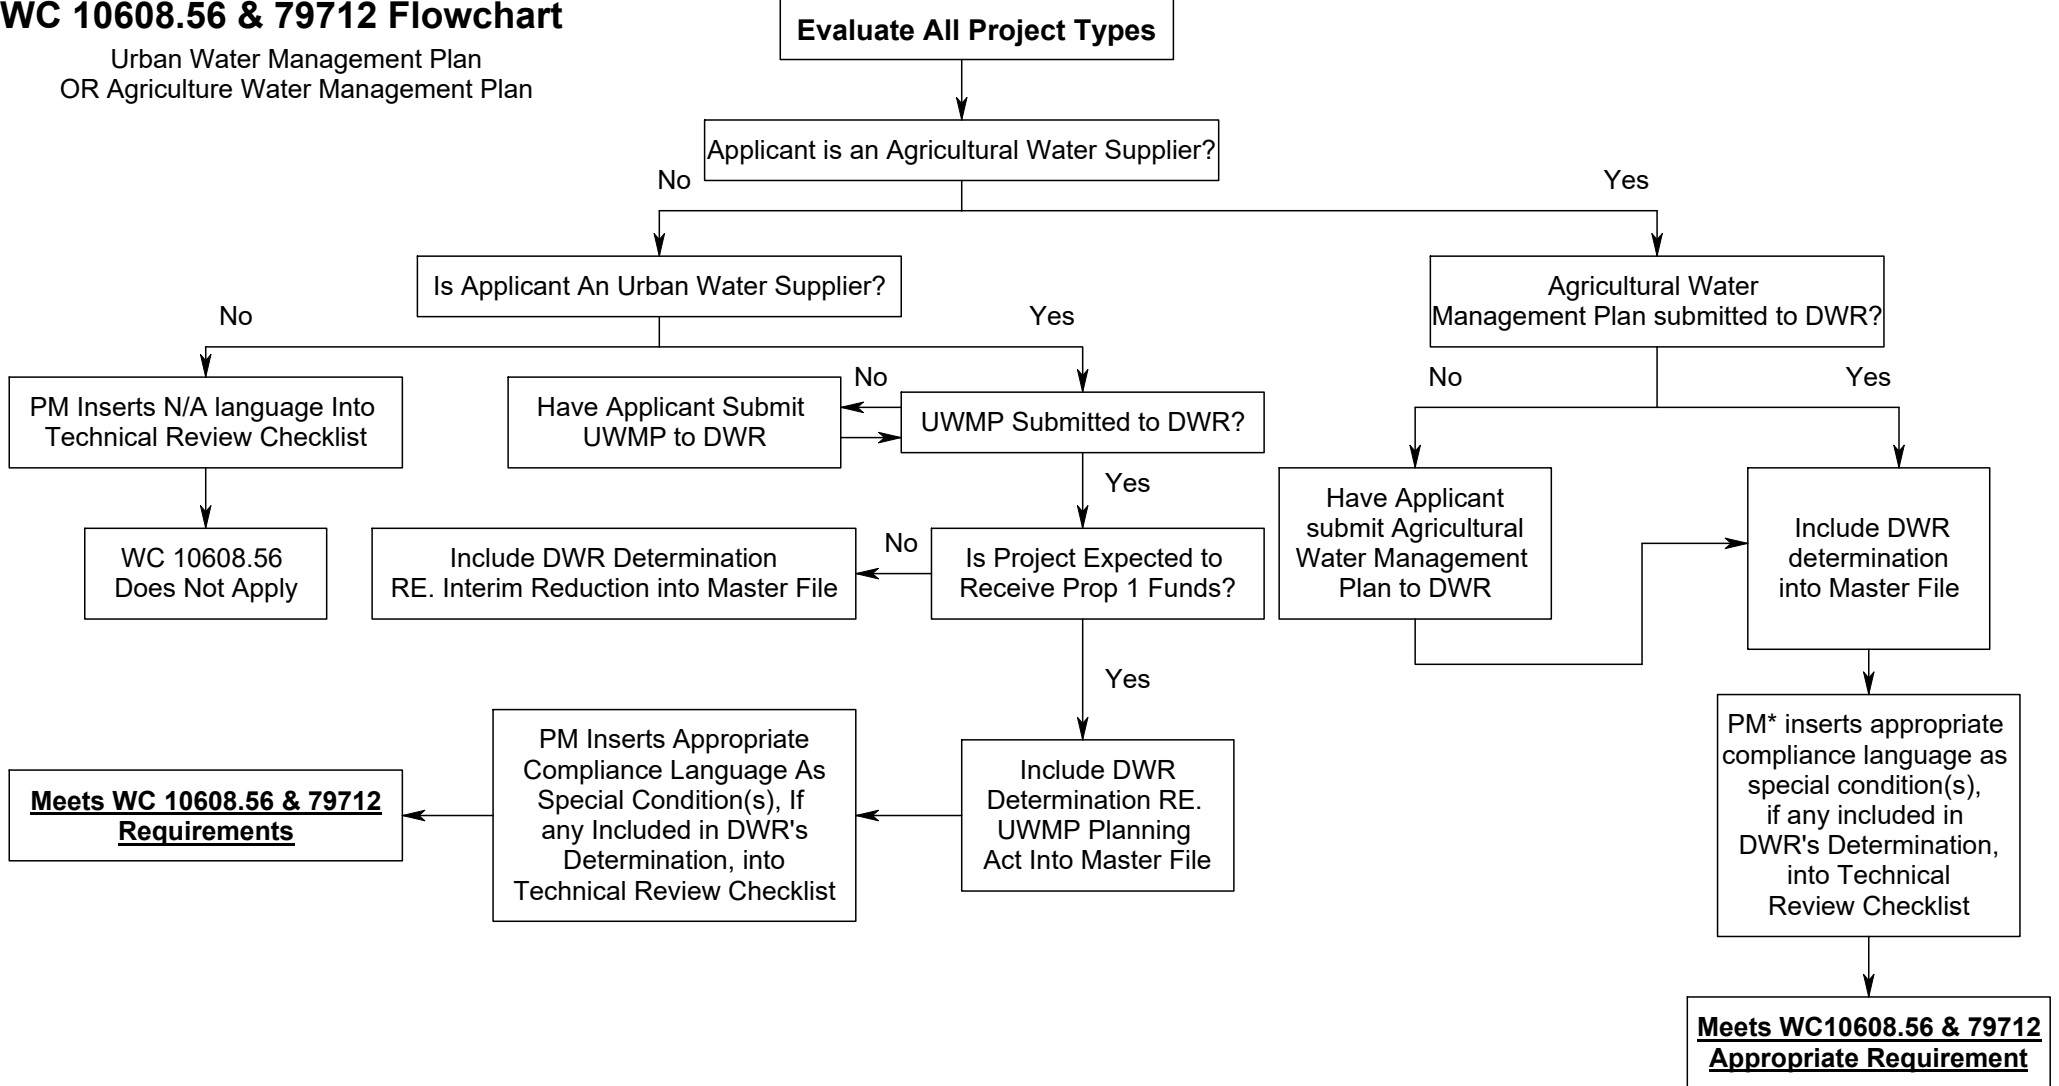 WC 10608.56 & 79712 Flowchart
Urban Water Management Plan
OR Agriculture Water Management Plan
Evaluate All Project Types
Applicant is an Agricultural Water Supplier?
No
Yes
Is Applicant An Urban Water Supplier?
Agricultural Water
Management Plan submitted to DWR?
No
Yes
No
Yes
PM Inserts N/A language Into
Technical Review Checklist
Have Applicant Submit
UWMP to DWR
No
UWMP Submitted to DWR?
Yes
WC 10608.56
Does Not Apply
Include DWR Determination
RE. Interim Reduction into Master File
No
Is Project Expected to
Receive Prop 1 Funds?
Have Applicant
submit Agricultural
Water Management
Plan to DWR
Include DWR
determination
into Master File
Yes
Meets WC 10608.56 & 79712
Requirements
PM Inserts Appropriate
Compliance Language As
Special Condition(s), If
any Included in DWR's
Determination, into
Technical Review Checklist
Include DWR
Determination RE.
UWMP Planning
Act Into Master File
PM* inserts appropriate
compliance language as
special condition(s),
if any included in
DWR's Determination,
into Technical
Review Checklist
Meets WC10608.56 & 79712
Appropriate Requirement